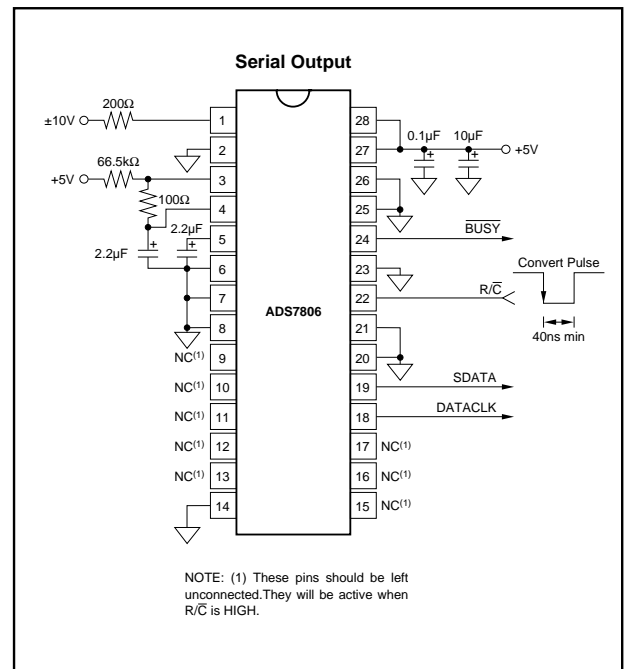 Serial Output
200Ω
±10V
66.5kΩ
+5V
100Ω
2.2µF
2.2µF
1
2
3
4
5
6
7
8
9
10
11
12
13
14
ADS7806
28
27
26
25
24
23
22
21
20
19
18
17
16
15
NC(1)
NC(1)
NC(1)
NC(1)
NC(1)
0.1µF
10µF
+5V
BUSY
Convert Pulse
R/C
40ns min
SDATA
DATACLK
NC(1)
NC(1)
NC(1)
+
+
+
+
NOTE: (1) These pins should be left
unconnected.They will be active when
R/C is HIGH.